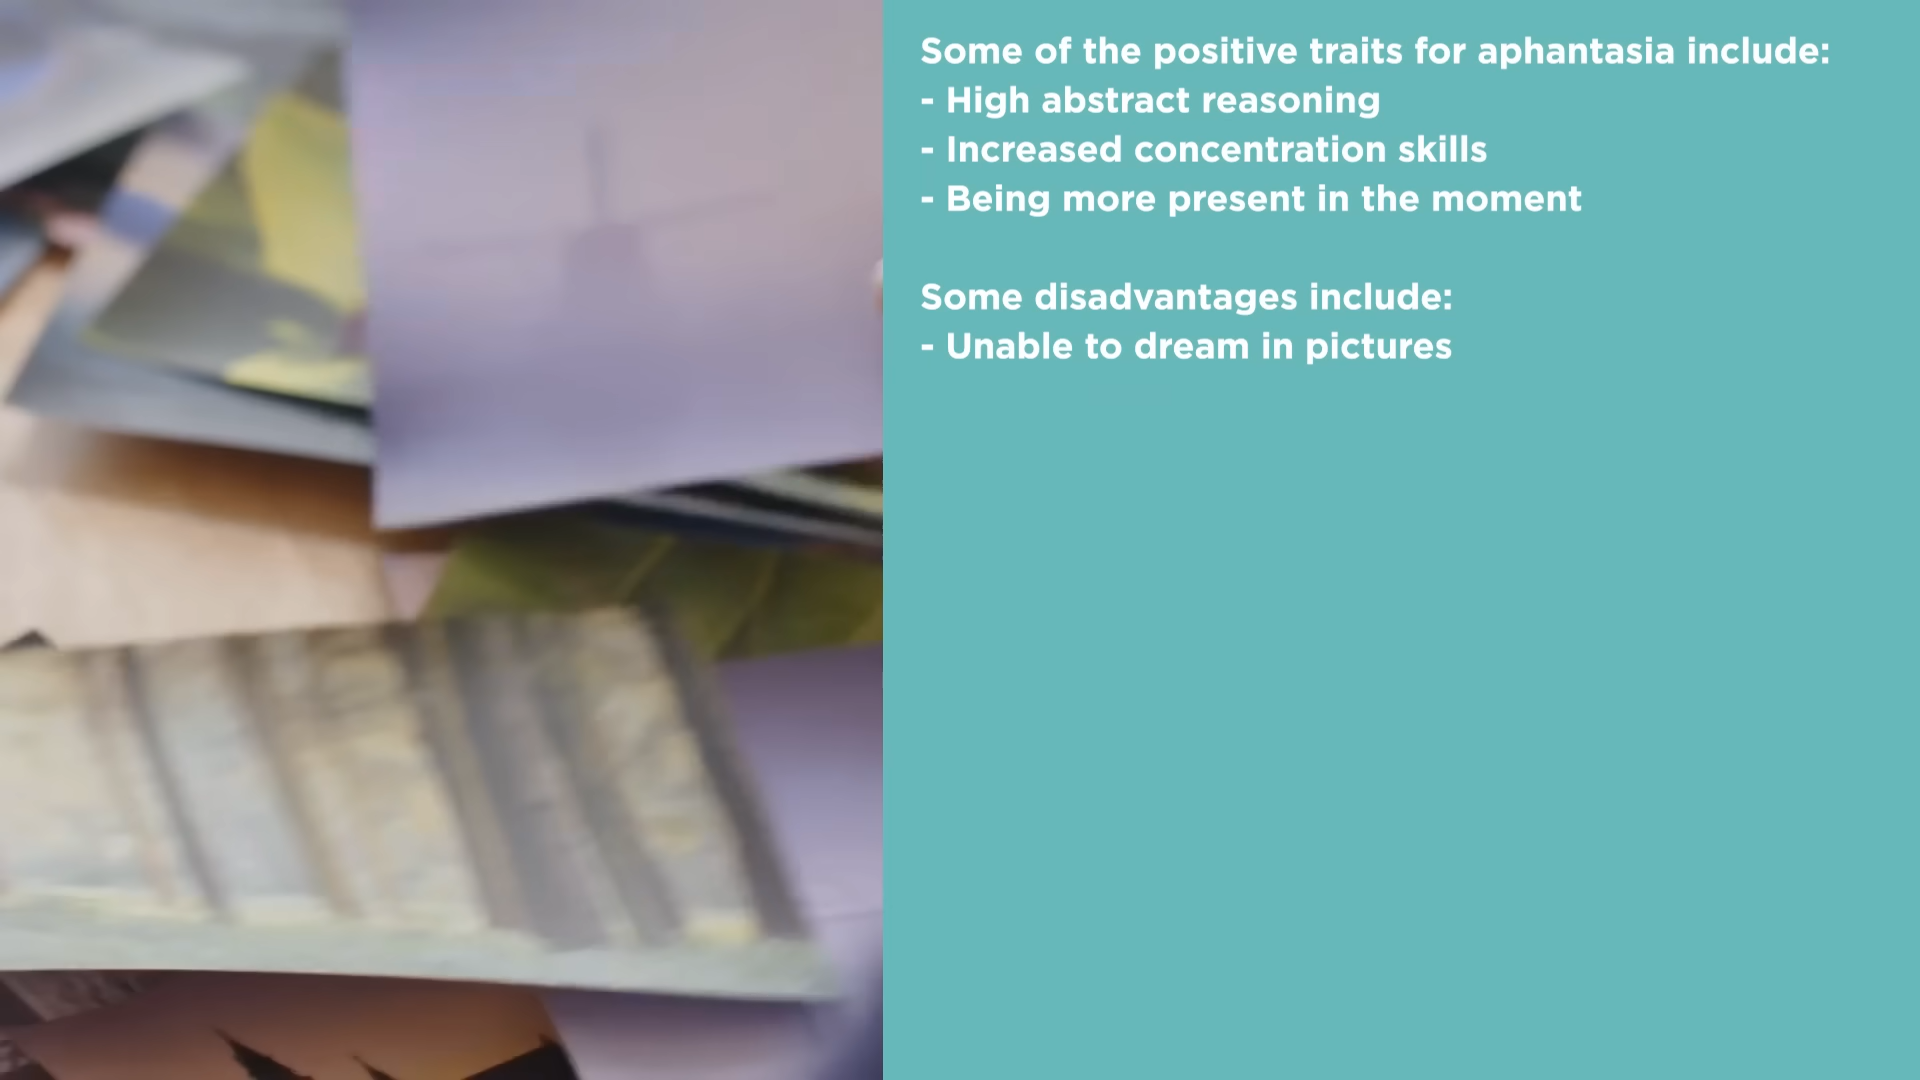 Some of the positive traits for aphantasia include:
- High abstract reasoning
- Increased concentration skills
- Being more present in the moment
Some disadvantages include:
- Unable to dream in pictures